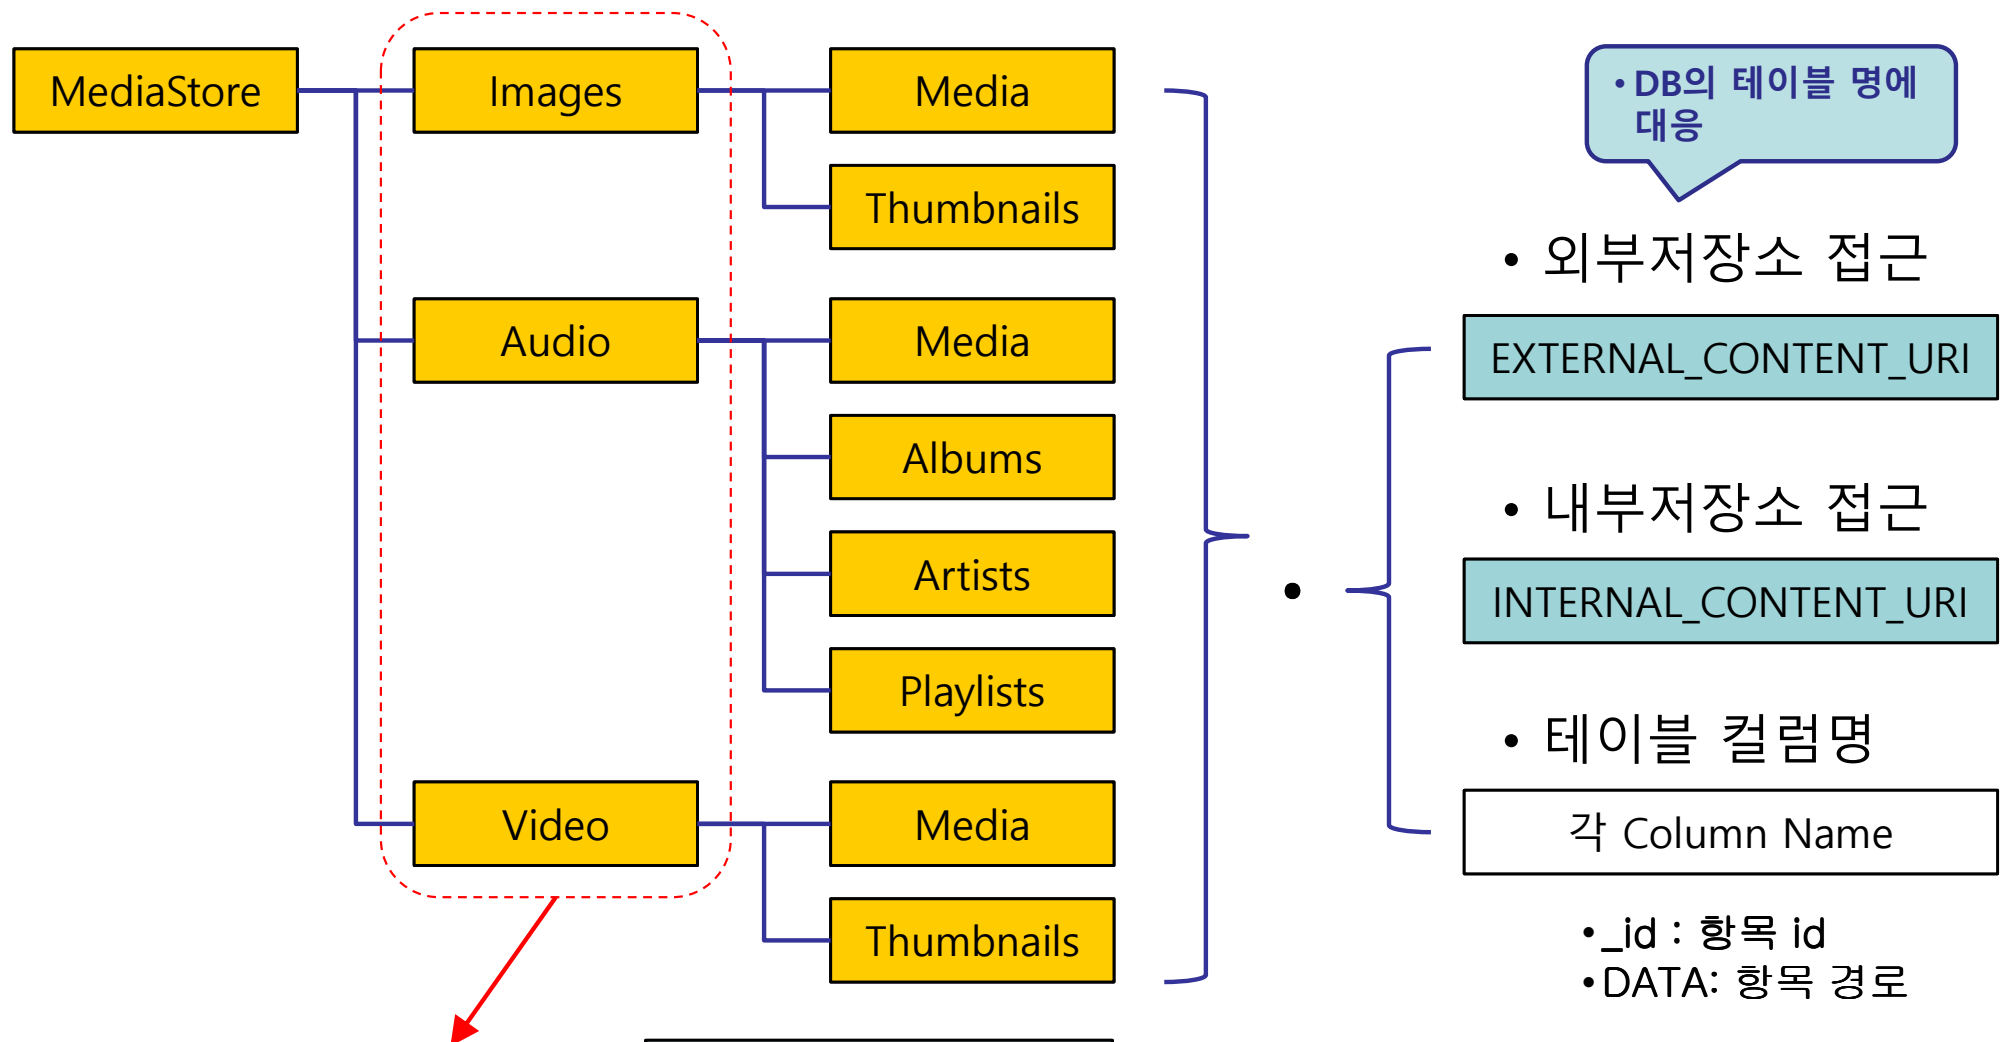 MediaStore
Images
Media
Thumbnails
Audio
Media
Albums
Artists
Playlists
Video
Media
Thumbnails
•
• DB의 테이블 명에
대응
• 외부저장소 접근
EXTERNAL_CONTENT_URI
• 내부저장소 접근
INTERNAL_CONTENT_URI
• 테이블 컬럼명
각 Column Name
•_id : 항목 id
•DATA: 항목 경로